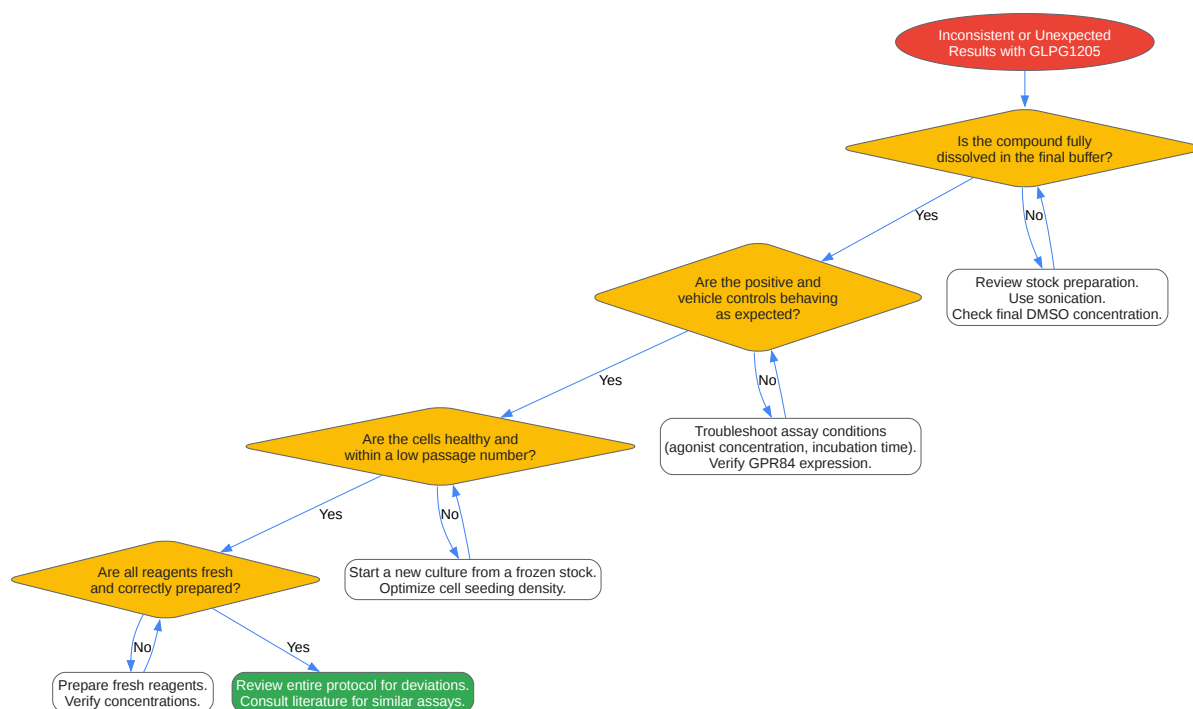 Inconsistent or Unexpected
Results with GLPG1205
Is the compound fully
dissolved in the final buffer?
Yes
No
Are the positive and
vehicle controls behaving
as expected?
Review stock preparation.
Use sonication.
Check final DMSO concentration.
Yes
No
Are the cells healthy and
within a low passage number?
Troubleshoot assay conditions
(agonist concentration, incubation time).
Verify GPR84 expression.
Yes
No
Are all reagents fresh
and correctly prepared?
Start a new culture from a frozen stock.
Optimize cell seeding density.
No
Yes
Prepare fresh reagents.
Verify concentrations.
Review entire protocol for deviations.
Consult literature for similar assays.